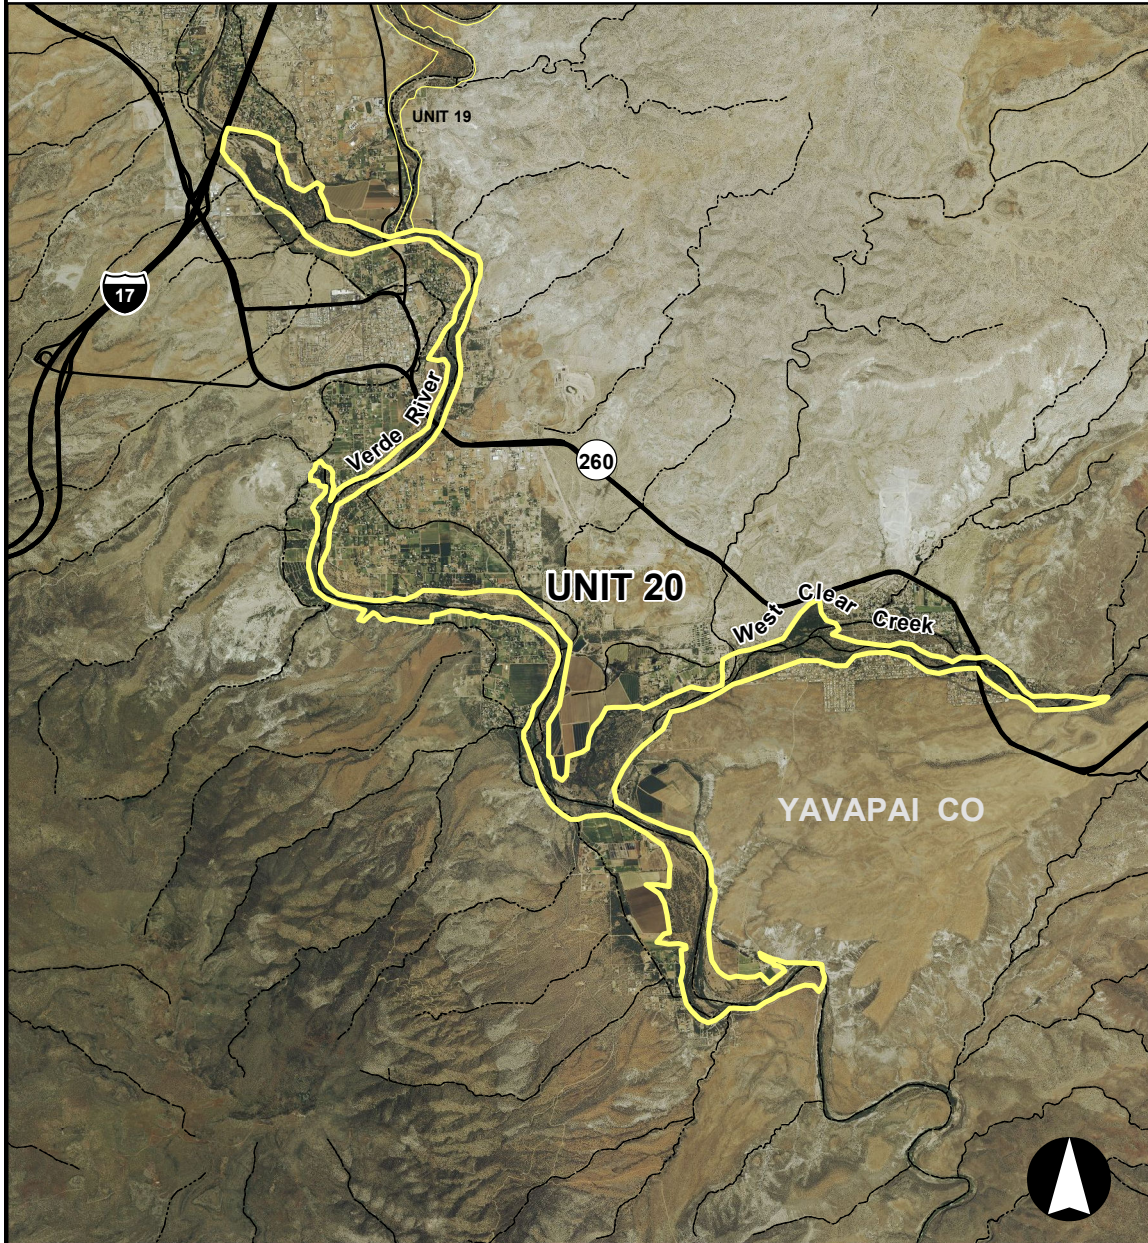 UNIT 19
17
Verde River
260
UNIT 20
West Clear Creek
YAVAPAI CO